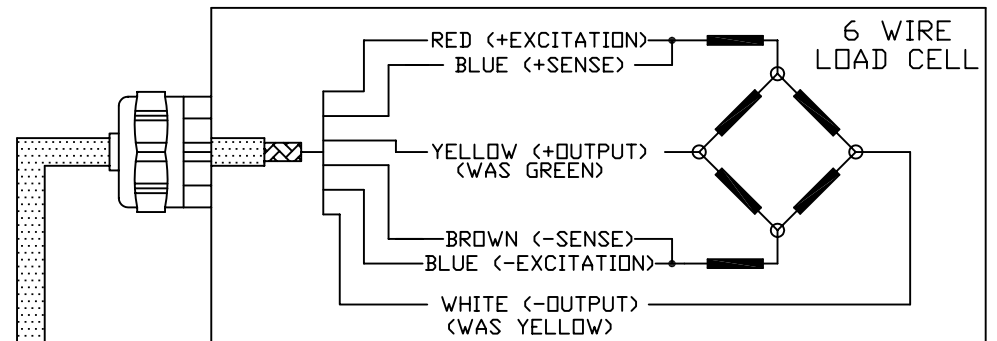 6 WIRE
LOAD CELL
RED (+EXCITATION)
BLUE (+SENSE)
YELLOW (+OUTPUT)
(WAS GREEN)
BROWN (-SENSE)
BLUE (-EXCITATION)
WHITE (-OUTPUT)
(WAS YELLOW)